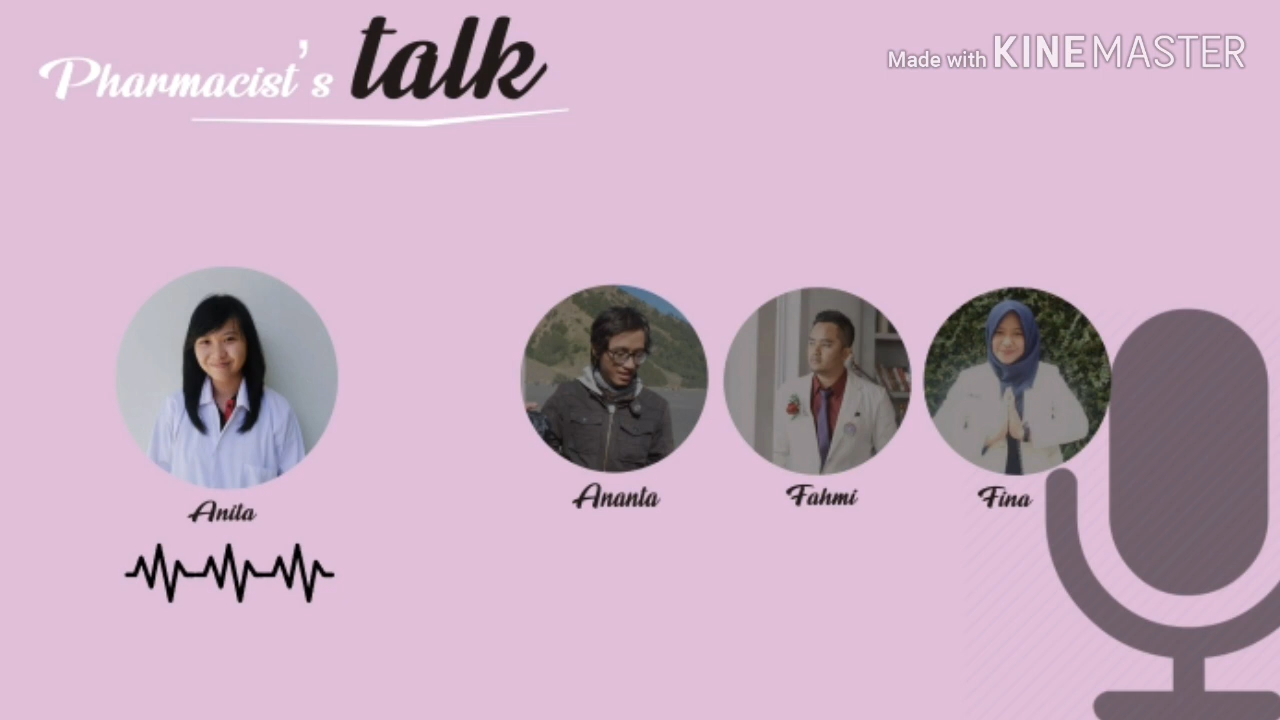 Pharmacist's talk
Made with KINEMASTER
Anita
Ananta
Fahmi
Fina